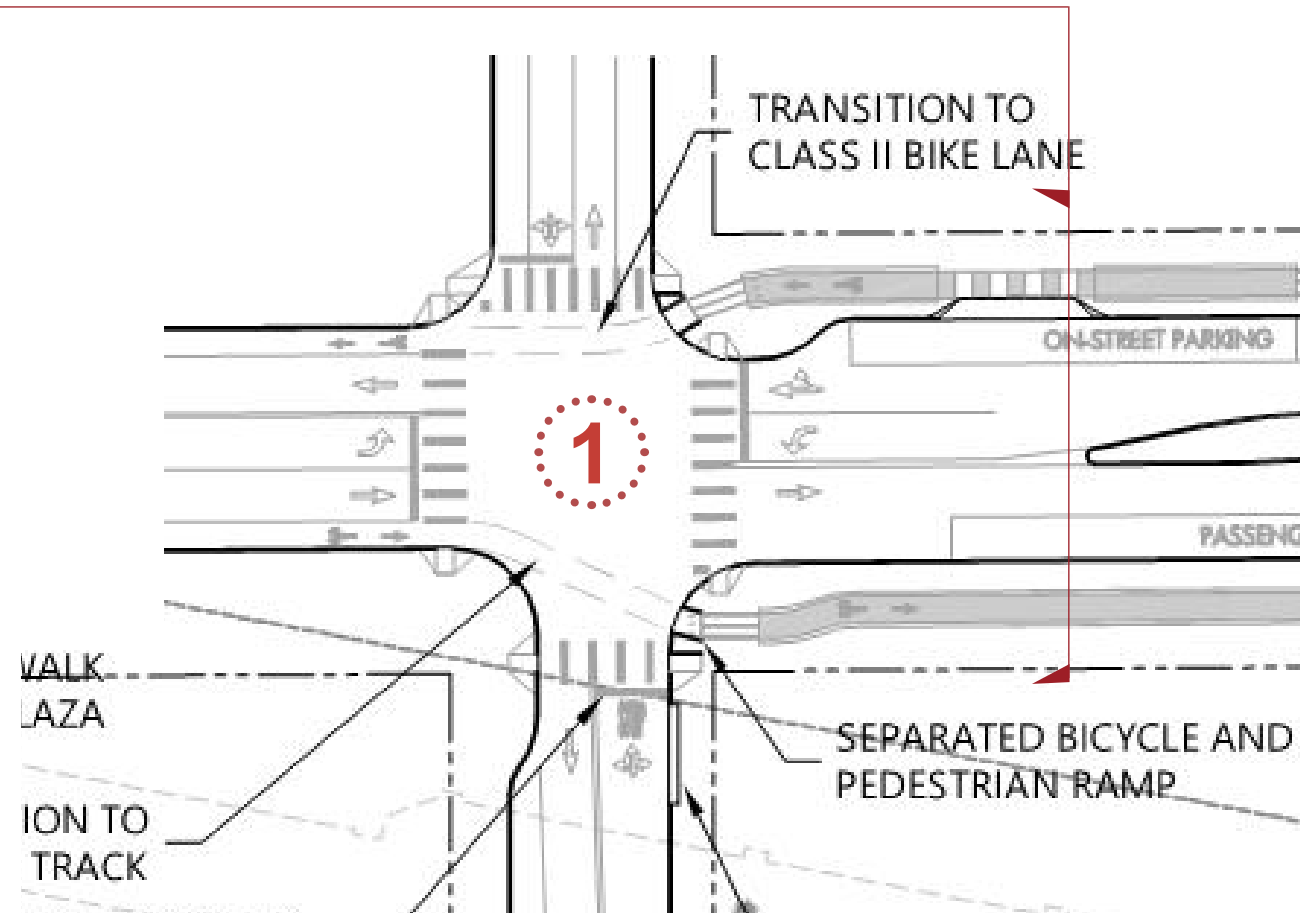 TRANSITION TO
CLASS II BIKE LANE
ON-STREET PARKING
1
PASSENG
WALK
LAZA
SEPARATED BICYCLE AND
PEDESTRIAN RAMP
ION TO
TRACK